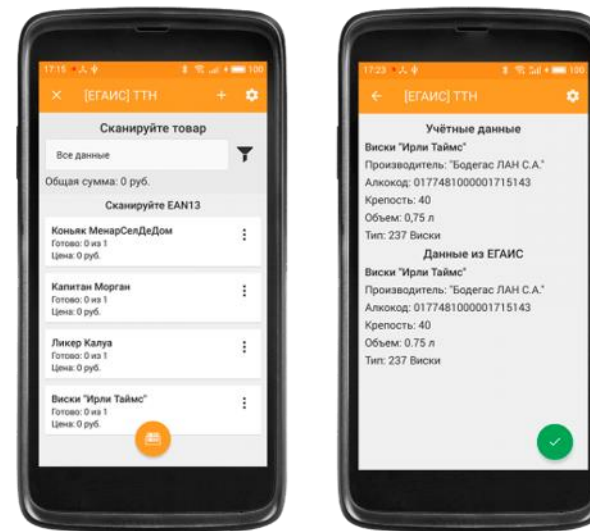 17:15
100
[ЕГАИС] ТТН
Сканируйте товар
Все данные
Общая сумма: 0 руб.
Сканируйте EAN13
Коньяк МенарСелДеДом
Готово: 0 из 1
Цена: 0 руб.
Капитан Морган
Готово: 0 из 1
Цена: 0 руб.
Ликер Калуа
Готово: 0 из 1
Цена: 0 руб.
Виски "Ирли Таймс"
Готово: 0 из 1
Цена: 0 руб.
17:23
100
[ЕГАИС] ТТН
Учётные данные
Виски "Ирли Таймс"
Производитель: "Бодегас ЛАН С.А."
Алкокод: 0177481000001715143
Крепость: 40
Объем: 0,75 л
Тип: 237 Виски
Данные из ЕГАИС
Виски "Ирли Таймс"
Производитель: "Бодегас ЛАН С.А."
Алкокод: 0177481000001715143
Крепость: 40
Объем: 0.75 л
Тип: 237 Виски